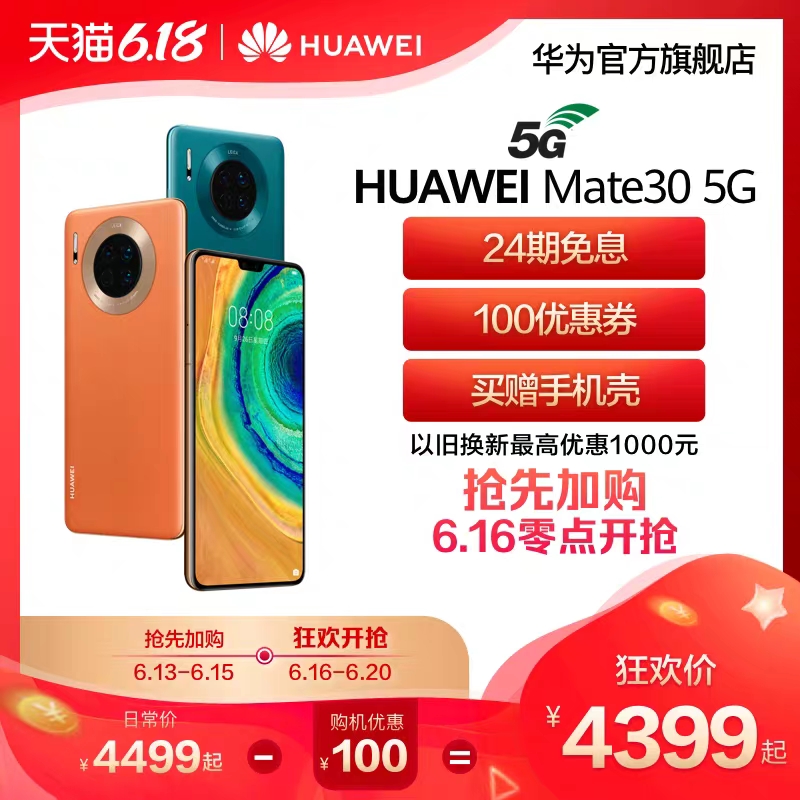 天猫6.18
HUAWEI
华为官方旗舰店
5G
HUAWEI Mate30 5G
24期免息
100优惠券
买赠手机壳
以旧换新最高优惠1000元
抢先加购
6.16零点开抢
08:08
HUAWEI
抢先加购
6.13-6.15
狂欢开抢
6.16-6.20
日常价
¥4499起
-
购机优惠
¥100
=
狂欢价
¥4399起